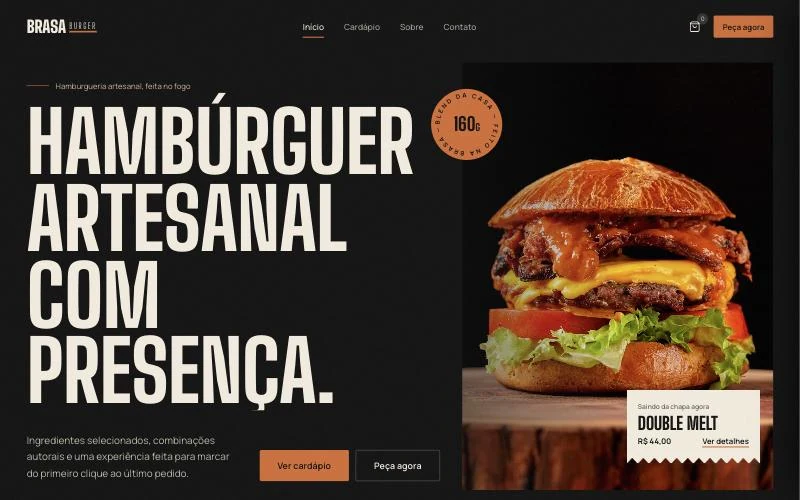 BRASA BURGER
Início Cardápio Sobre Contato
0
Peça agora
Hamburgueria artesanal, feita no fogo
HAMBÚRGUER
ARTESANAL
COM
PRESENÇA.
BLEND DA CASA – FEITO NA BRASA –
160G
Ingredientes selecionados, combinações
autorais e uma experiência feita para marcar
do primeiro clique ao último pedido.
Ver cardápio
Peça agora
Saindo da chapa agora
DOUBLE MELT
R$ 44,00 Ver detalhes